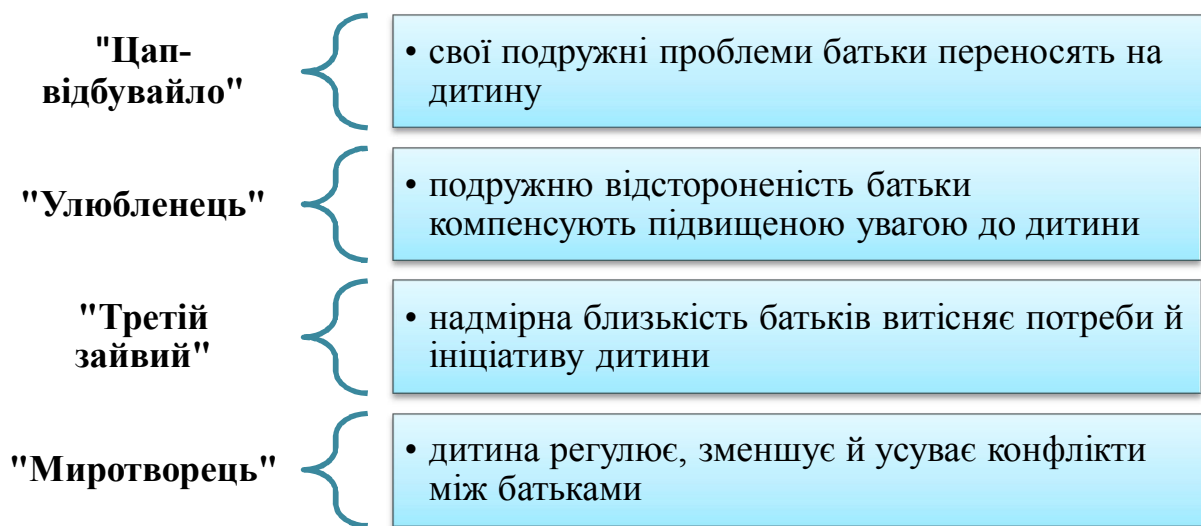 "Цап-
відбувайло"
• свої подружні проблеми батьки переносять на
дитину
"Улюбленець"
• подружню відстороненість батьки
компенсують підвищеною увагою до дитини
"Третій
зайвий"
• надмірна близькість батьків витісняє потреби й
ініціативу дитини
"Миротворець"
• дитина регулює, зменшує й усуває конфлікти
між батьками